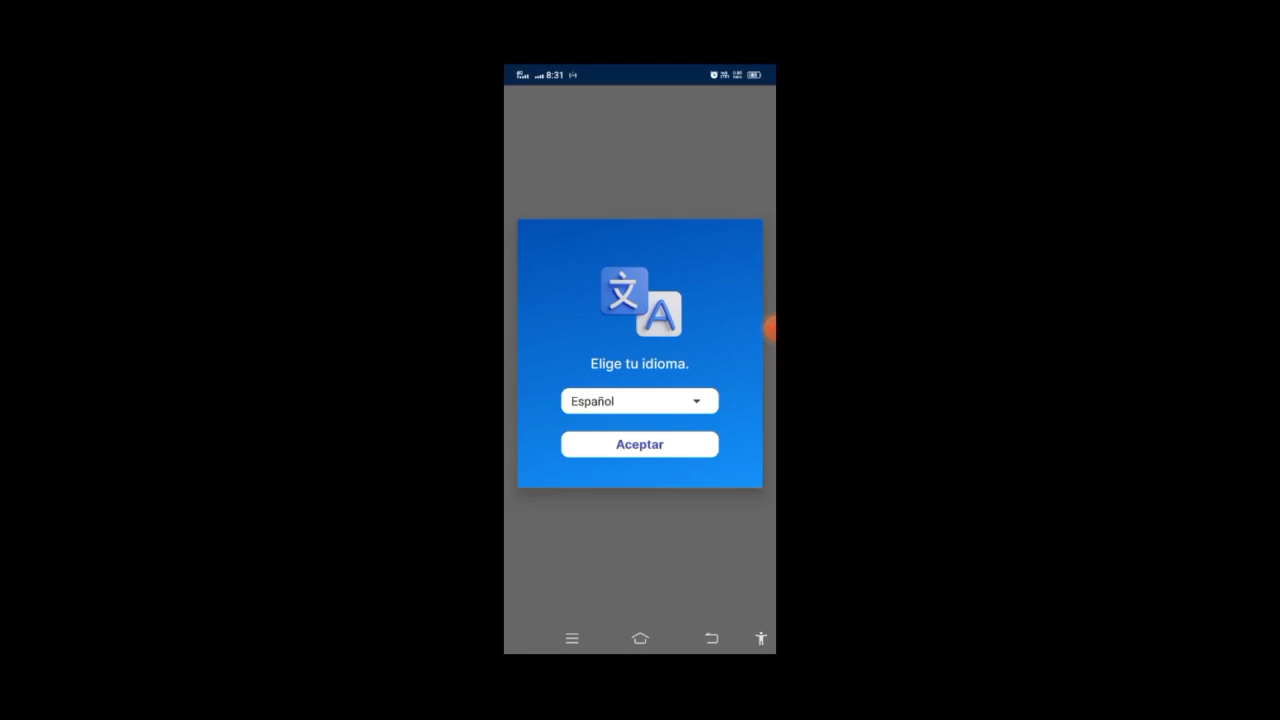 8:31
文
A
Elige tu idioma.
Español
Aceptar